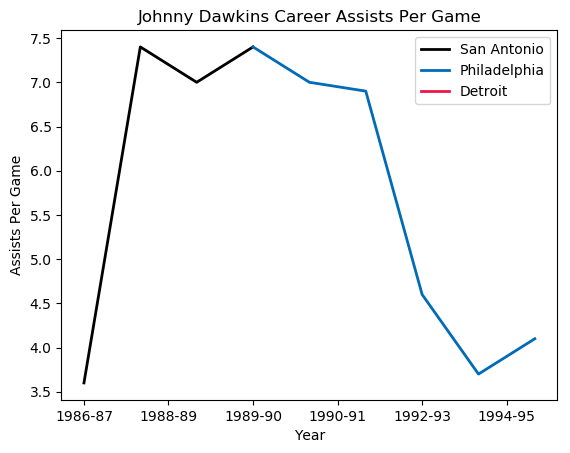 Johnny Dawkins Career Assists Per Game
7.5
7.0
6.5
6.0
5.5
5.0
4.5
4.0
3.5
Assists Per Game
San Antonio
Philadelphia
Detroit
1986-87 1988-89 1989-90 1990-91 1992-93 1994-95
Year